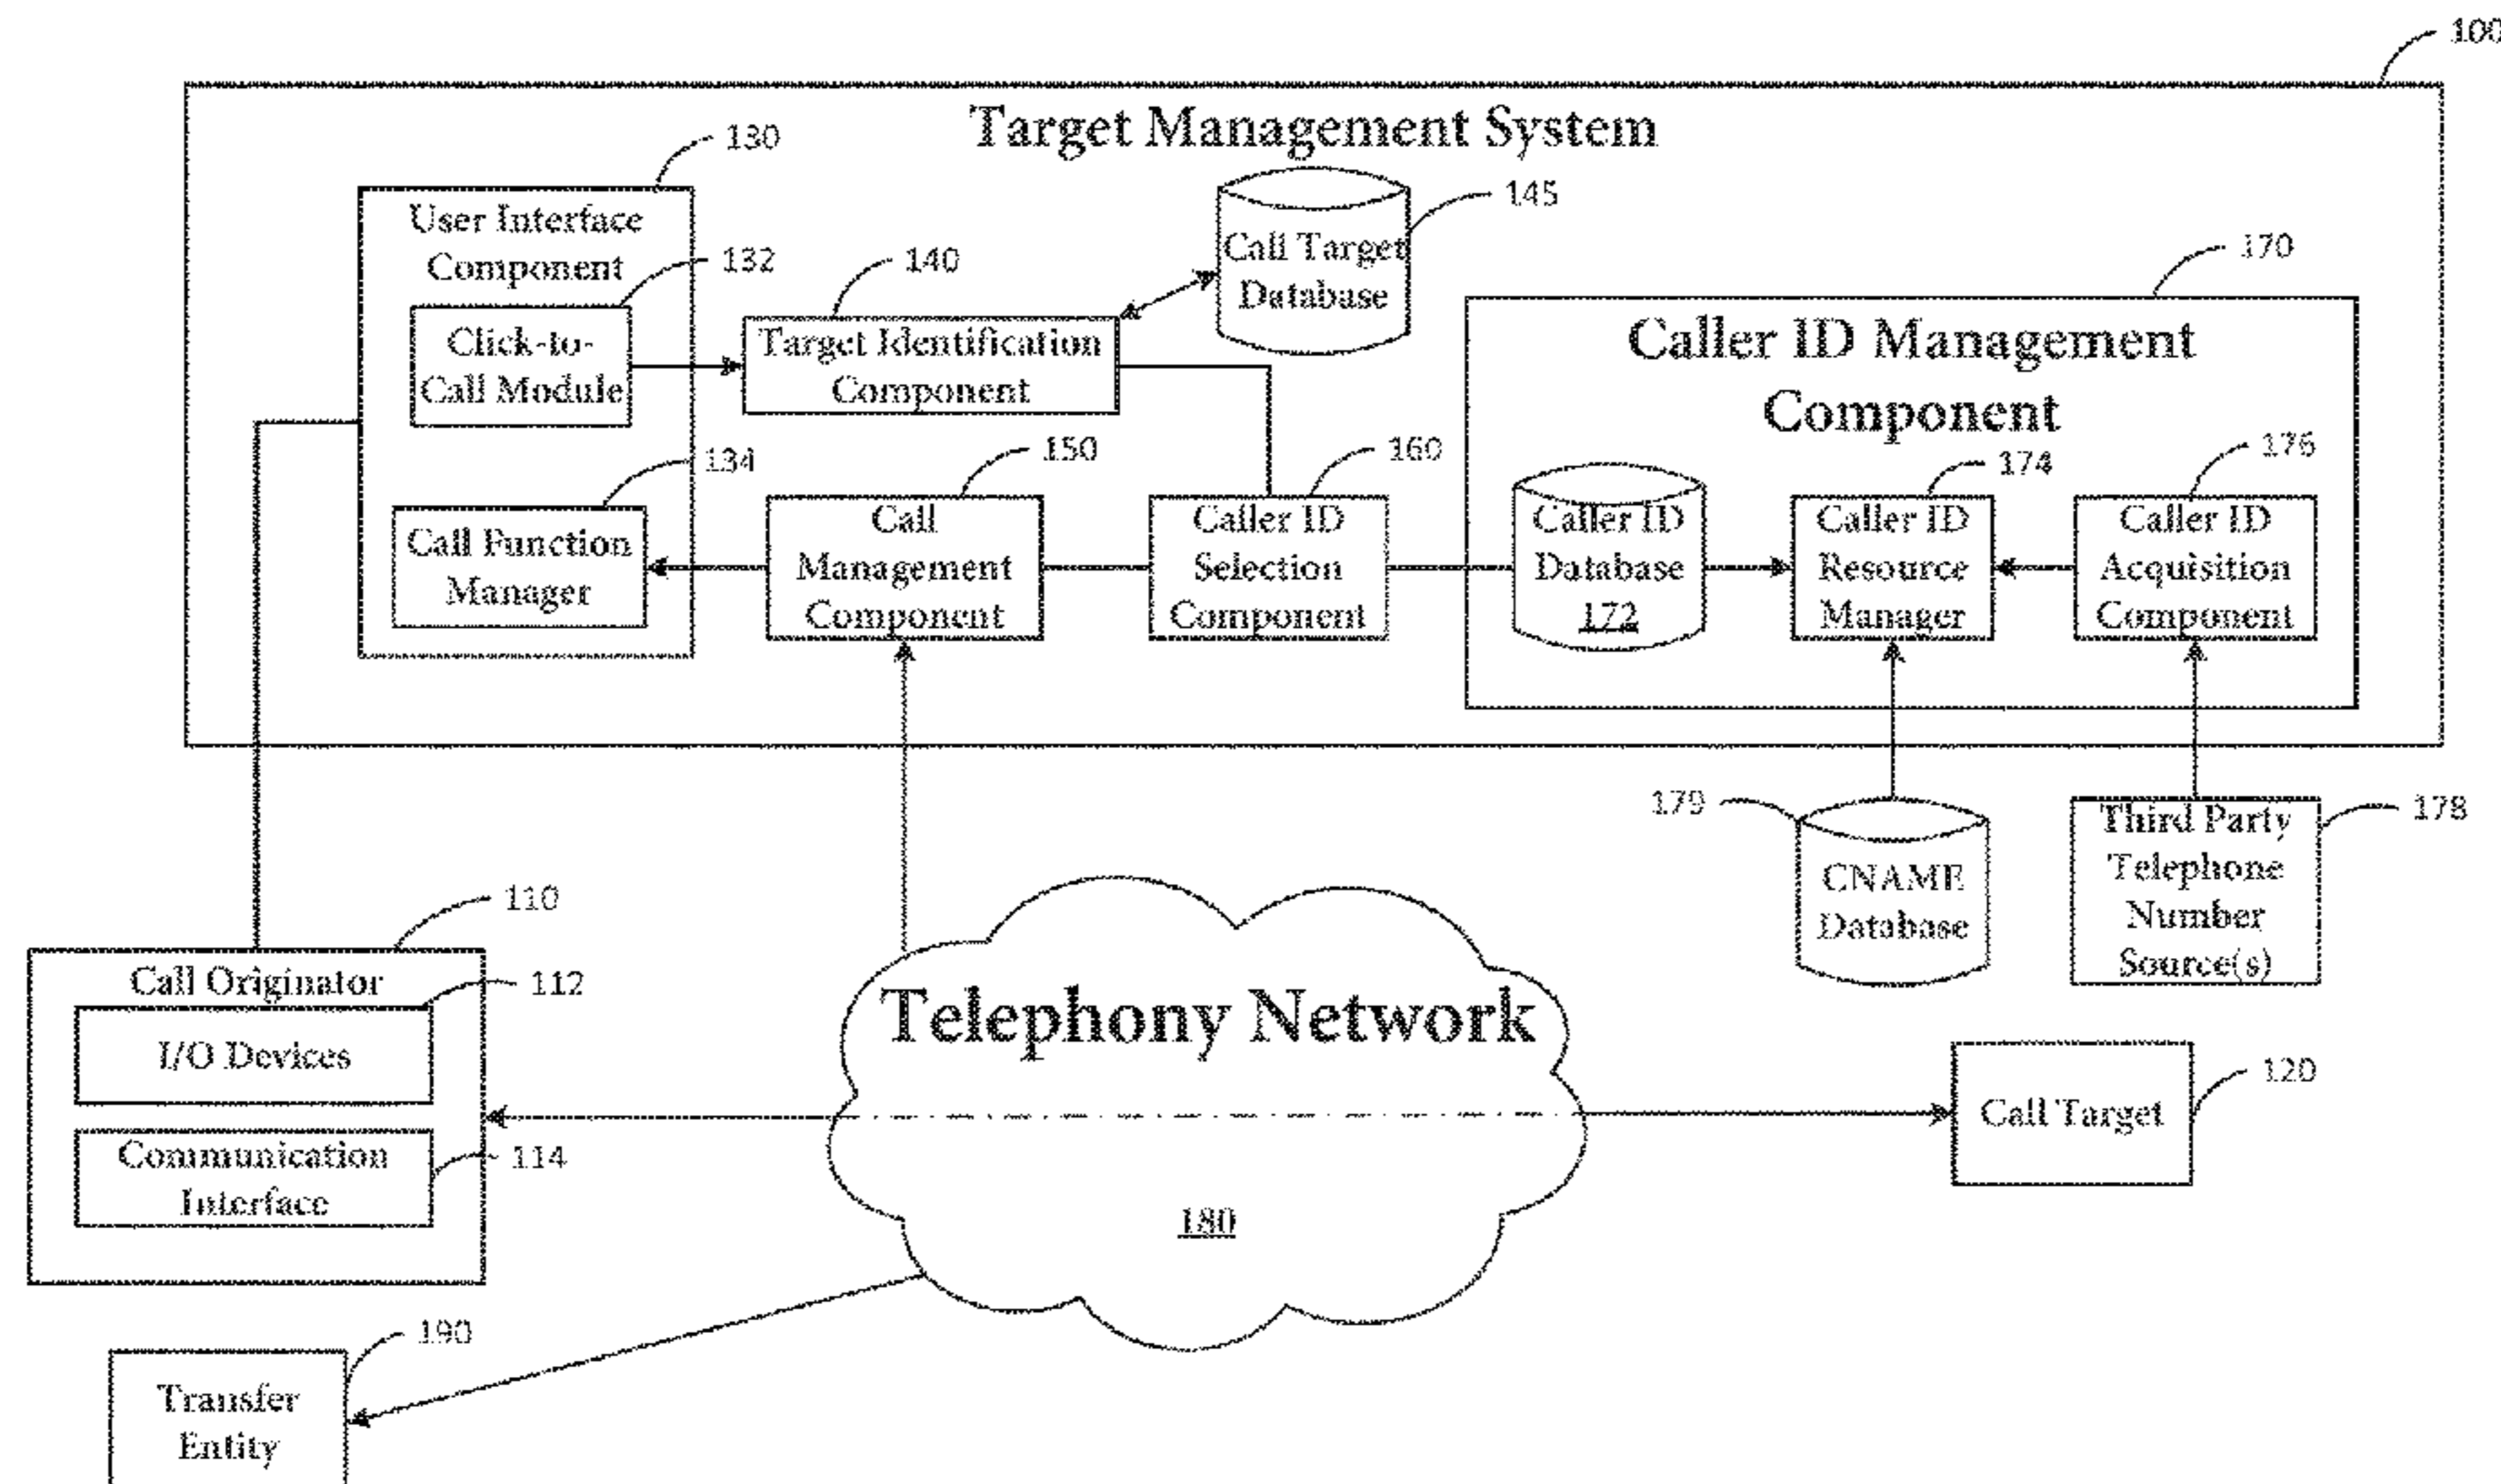 100
Target Management System
130
145
User Interface
Component
Call Target
Database
132
140
170
Click-to-
Call Module
Target Identification
Component
Caller ID Management
Component
134
150
160
174
176
Call Function
Manager
Call
Management
Component
Caller ID
Selection
Component
Caller ID
Database
172
Caller ID
Resource
Manager
Caller ID
Acquisition
Component
179
178
CNAME
Database
Third Party
Telephone
Number
Source(s)
110
Call Originator
112
I/O Devices
Communication
Interface
114
Telephony Network
180
120
Call Target
190
Transfer
Entity